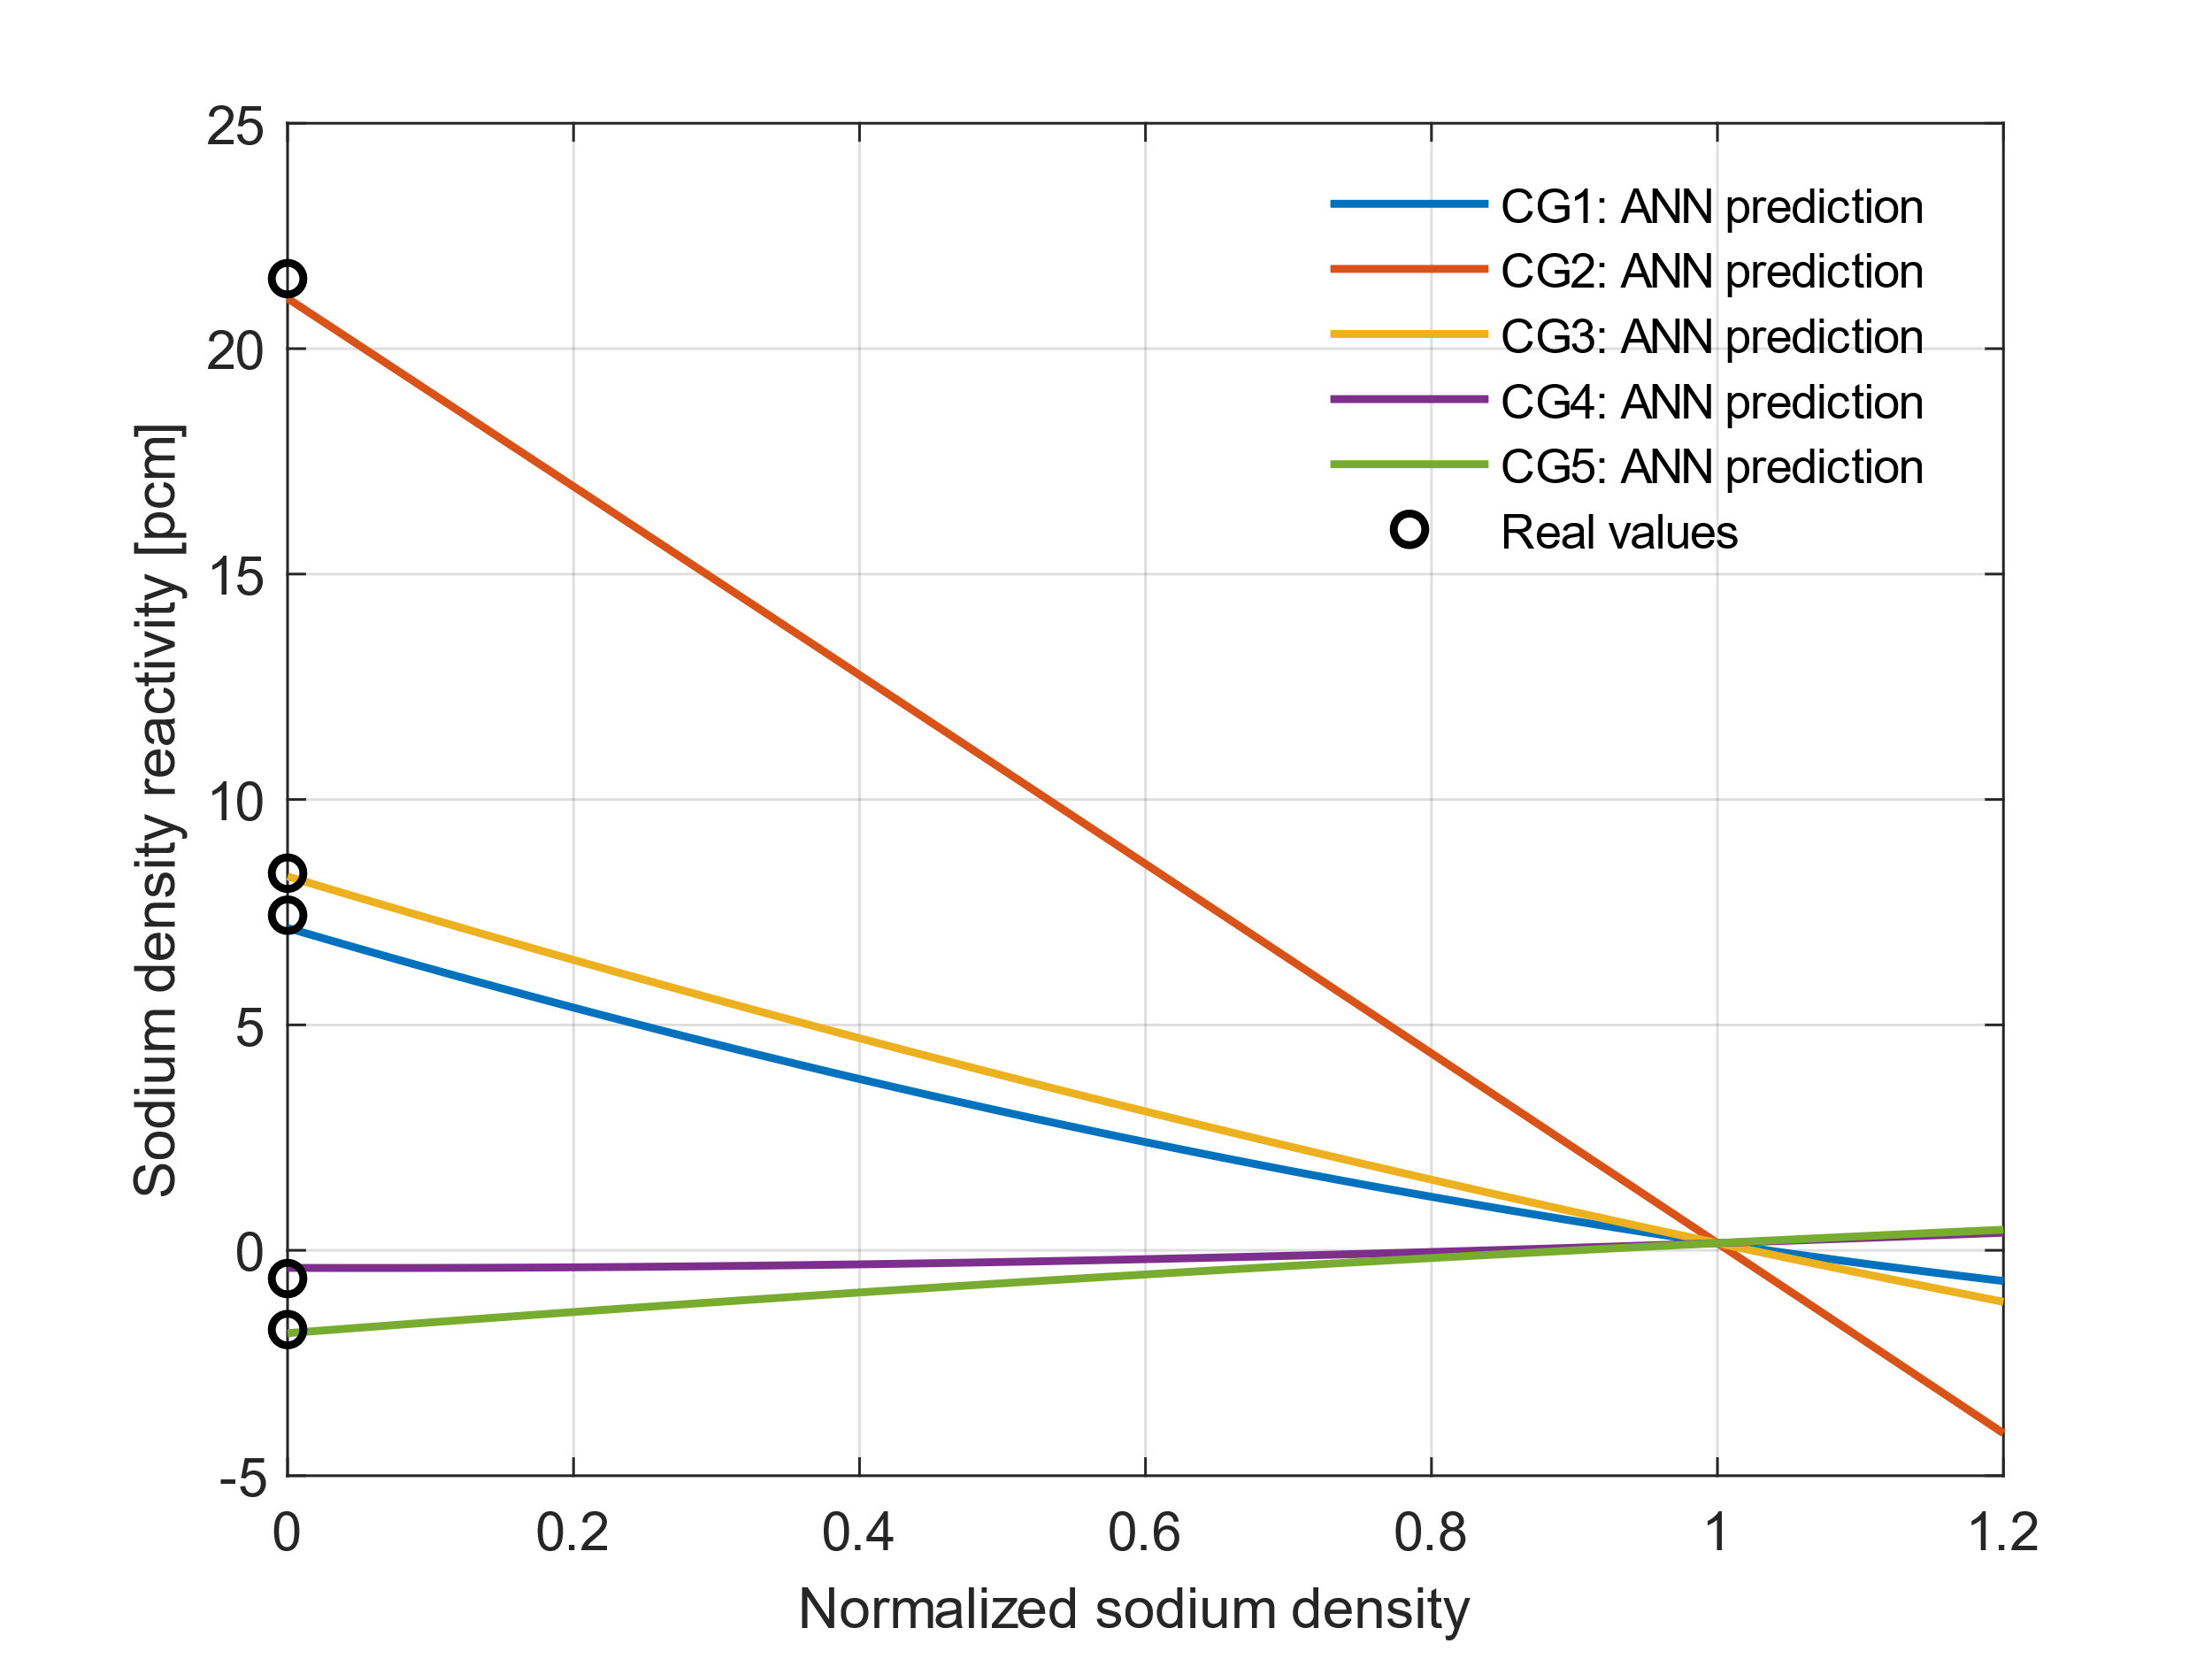 25
20
15
10
5
0
-5
0 0.2 0.4 0.6 0.8 1 1.2
Sodium density reactivity [pcm]
Normalized sodium density
CG1: ANN prediction
CG2: ANN prediction
CG3: ANN prediction
CG4: ANN prediction
CG5: ANN prediction
Real values